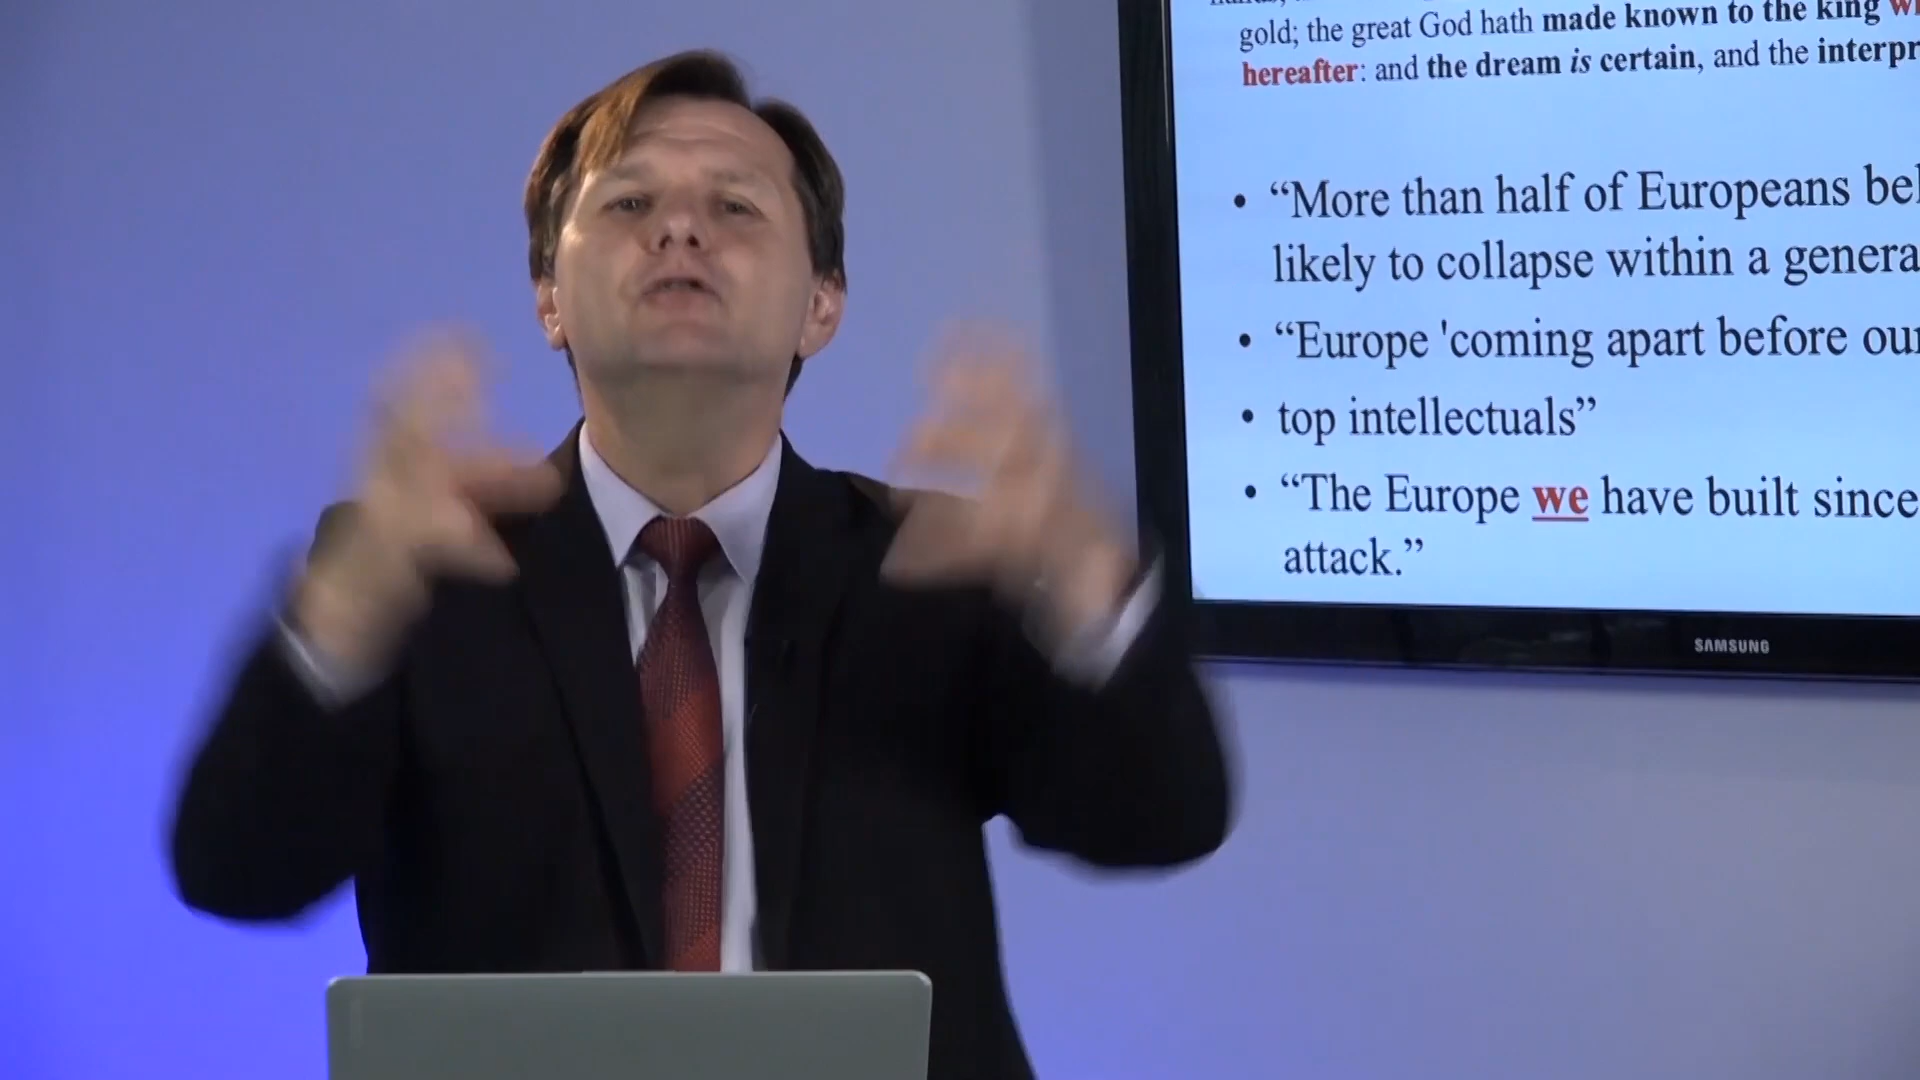 gold; the great God hath made known to the king
hereafter: and the dream is certain, and the
“More than half of Europeans
likely to collapse within a
“Europe 'coming apart before
top intellectuals”
“The Europe we have built since
attack.”
SAMSUNG